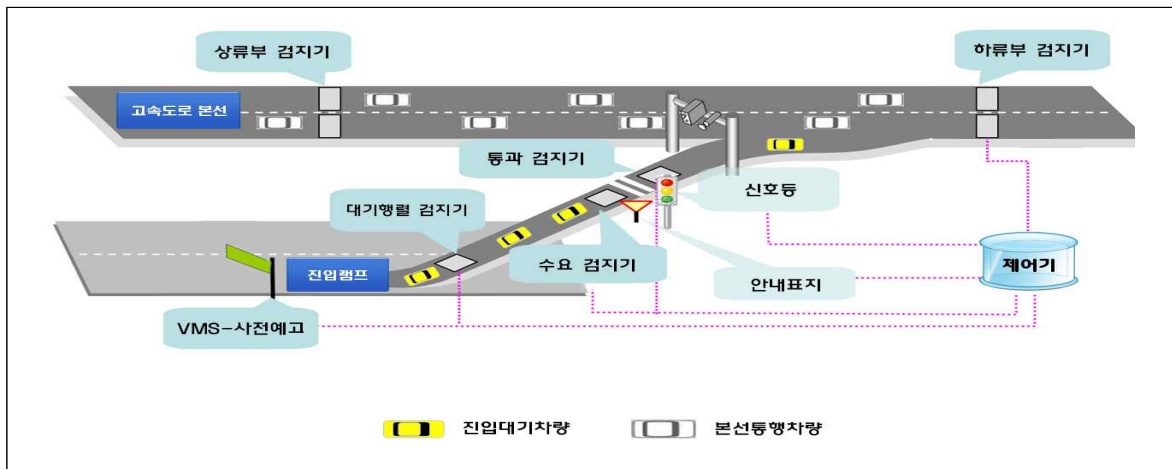 상류부 검지기
하류부 검지기
고속도로 본선
통과 검지기
신호등
대기행렬 검지기
수요 검지기
안내표지
제어기
진입램프
VMS-사전예고
진입대기차량
본선통행차량